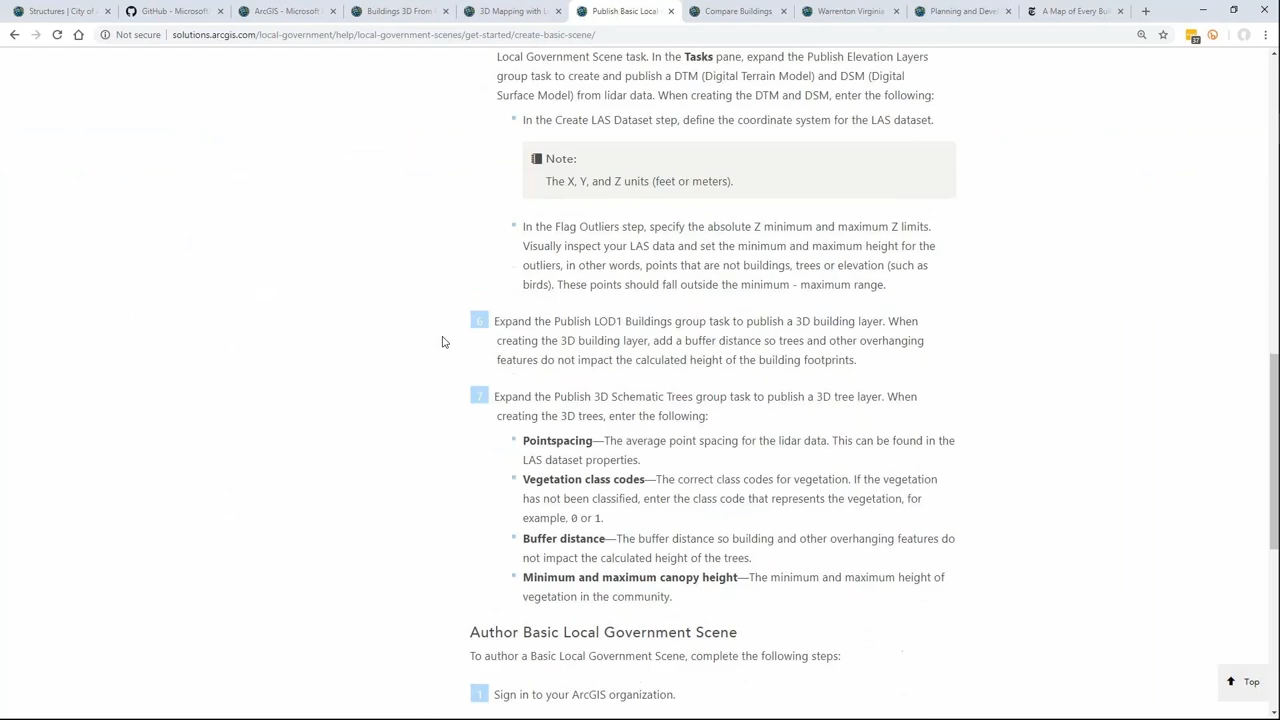 Structures | City of
GitHub - Microsoft
ArcGIS - Microsoft
Buildings 3D From
3D Mapping with L
Publish Basic Local
Compare Buildings
Warrenton Virginia
Planning and Deve
A Map of Every Buil
Not secure | solutions.arcgis.com/local-government/help/local-government-scenes/get-started/create-basic-scene/
Local Government Scene task. In the Tasks pane, expand the Publish Elevation Layers
group task to create and publish a DTM (Digital Terrain Model) and DSM (Digital
Surface Model) from lidar data. When creating the DTM and DSM, enter the following:
In the Create LAS Dataset step, define the coordinate system for the LAS dataset.
Note:
The X, Y, and Z units (feet or meters).
In the Flag Outliers step, specify the absolute Z minimum and maximum Z limits.
Visually inspect your LAS data and set the minimum and maximum height for the
outliers, in other words, points that are not buildings, trees or elevation (such as
birds). These points should fall outside the minimum - maximum range.
6 Expand the Publish LOD1 Buildings group task to publish a 3D building layer. When
creating the 3D building layer, add a buffer distance so trees and other overhanging
features do not impact the calculated height of the building footprints.
7 Expand the Publish 3D Schematic Trees group task to publish a 3D tree layer. When
creating the 3D trees, enter the following:
Pointspacing—The average point spacing for the lidar data. This can be found in the
LAS dataset properties.
Vegetation class codes—The correct class codes for vegetation. If the vegetation
has not been classified, enter the class code that represents the vegetation, for
example, 0 or 1.
Buffer distance—The buffer distance so building and other overhanging features do
not impact the calculated height of the trees.
Minimum and maximum canopy height—The minimum and maximum height of
vegetation in the community.
Author Basic Local Government Scene
To author a Basic Local Government Scene, complete the following steps:
Top
1 Sign in to your ArcGIS organization.